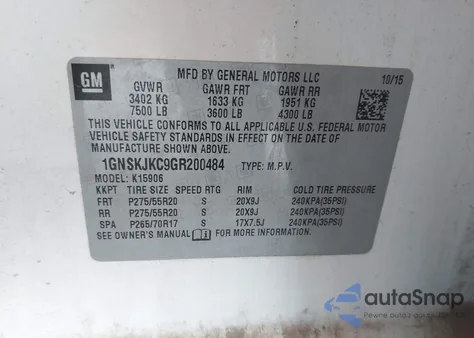 GM
MFD BY GENERAL MOTORS LLC 10/15
GVWR GAWR FRT GAWR RR
3402 KG 1633 KG 1951 KG
7500 LB 3600 LB 4300 LB
THIS VEHICLE CONFORMS TO ALL APPLICABLE U.S. FEDERAL MOTOR
VEHICLE SAFETY STANDARDS IN EFFECT ON THE DATE OF
MANUFACTURE SHOWN ABOVE.
1GNSKJKC9GR200484 TYPE: M.P.V.
MODEL: K15906
KKPT TIRE SIZE SPEED RTG RIM COLD TIRE PRESSURE
FRT P275/55R20 S 20X9J 240KPA(35PSI)
RR P275/55R20 S 20X9J 240KPA(35PSI)
SPA P265/70R17 S 17X7.5J 240KPA(35PSI)
SEE OWNER'S MANUAL FOR MORE INFORMATION.
autoSnap
Pewne auto z